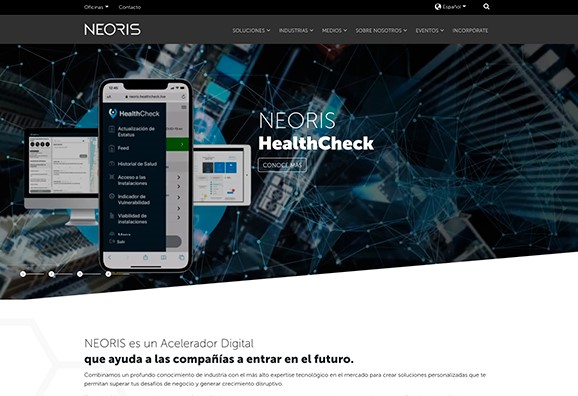 Oficinas
Contacto
Español
NEORIS
SOLUCIONES
INDUSTRIAS
MEDIOS
SOBRE NOSOTROS
EVENTOS
INCORPÓRATE
12:45
neoris.healthcheck.line
HealthCheck
Actualización de
Estatus
Feed
Historial de Salud
Acceso a las
Instalaciones
Indicador de
Vulnerabilidad
Viabilidad de
instalaciones
Mapa
Salir
NEORIS
HealthCheck
CONOCE MÁS
NEORIS es un Acelerador Digital
que ayuda a las compañías a entrar en el futuro.
Combinamos un profundo conocimiento de industria con el más alto expertise tecnológico en el mercado para crear soluciones personalizadas que te
permitan superar tus desafíos de negocio y generar crecimiento disruptivo.